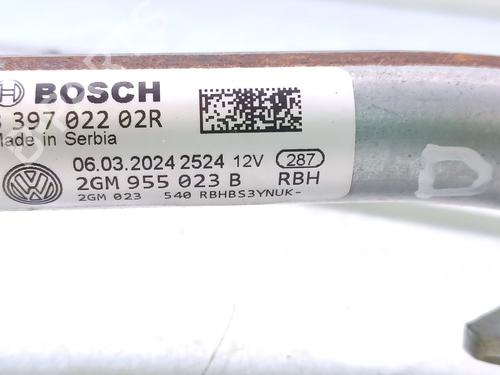 BOSCH
397 022 02R
Made in Serbia
06.03.2024 2524 12V 287
2GM 955 023 B RBH
2GM 023 540 RBHBS3YNUK-
D